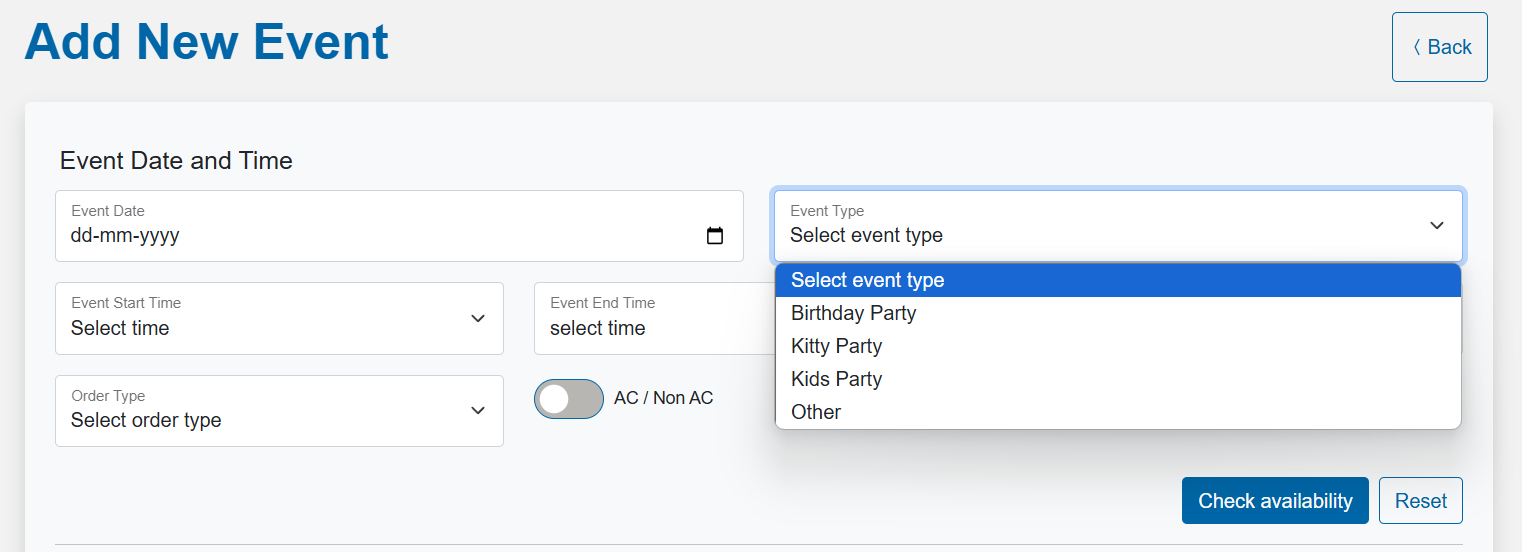 Add New Event
〈 Back
Event Date and Time
Event Date
dd-mm-yyyy
Event Type
Select event type
Select event type
Birthday Party
Kitty Party
Kids Party
Other
Event Start Time
Select time
Event End Time
select time
Order Type
Select order type
AC / Non AC
Check availability
Reset